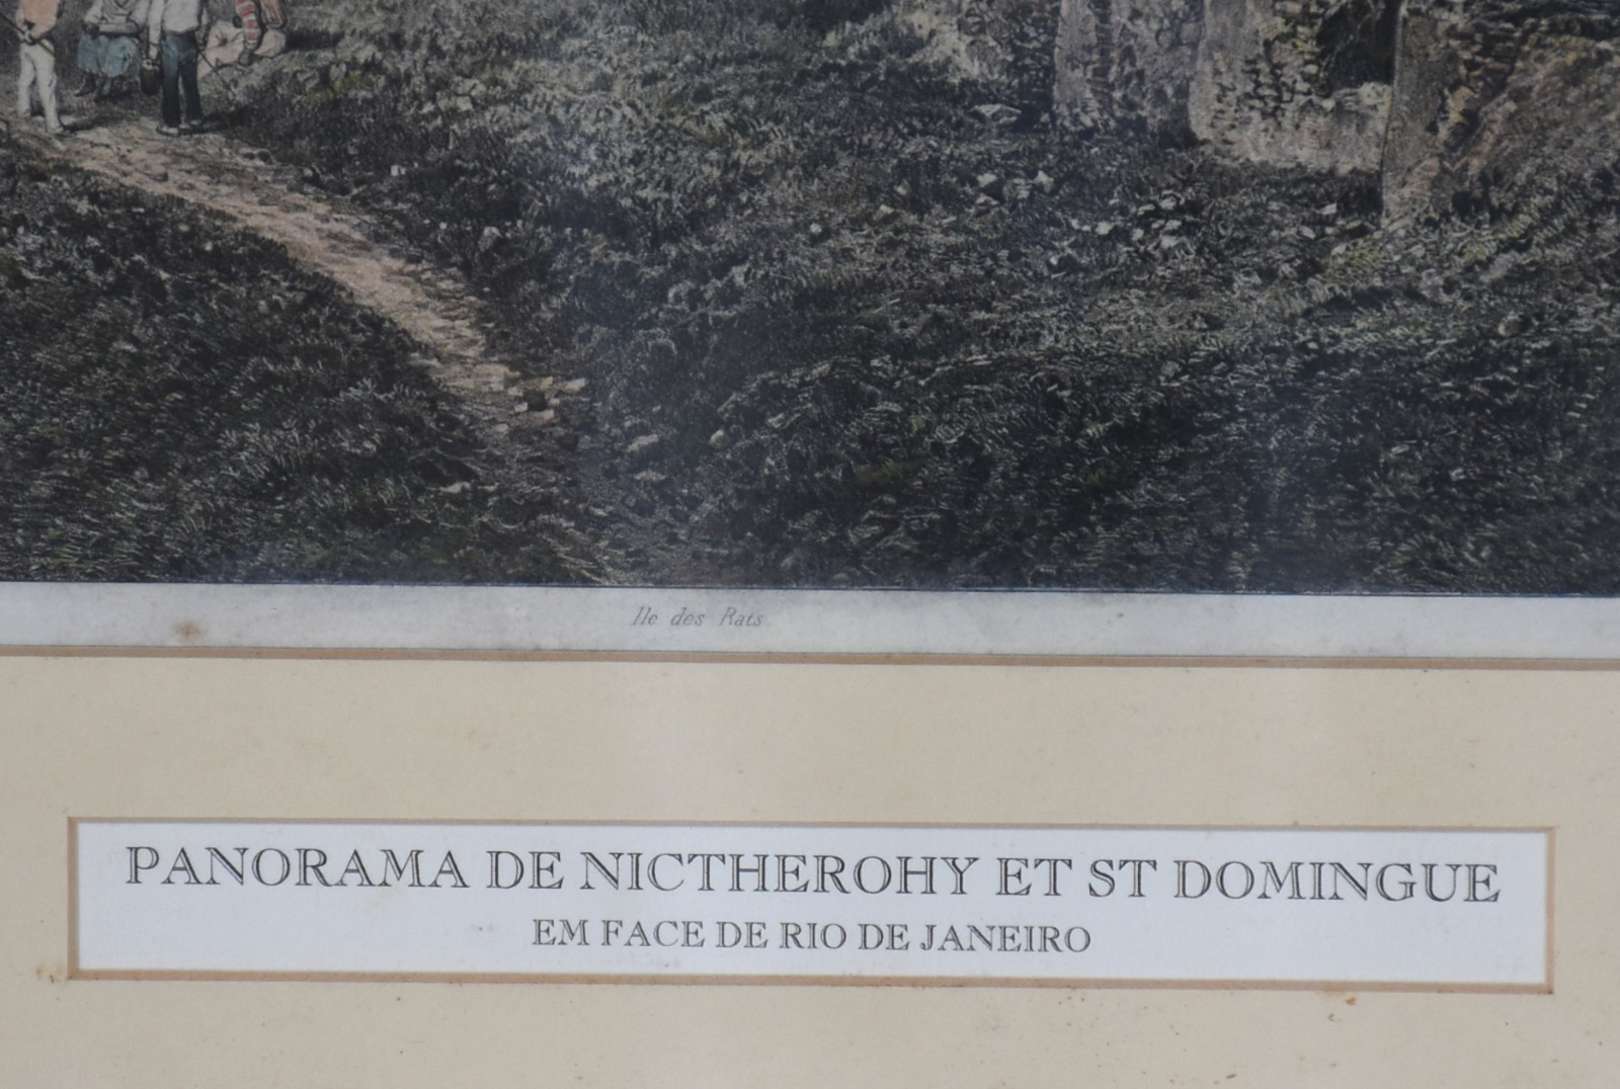 Ile des Rats
PANORAMA DE NICTHEROHY ET ST DOMINGUE
EM FACE DE RIO DE JANEIRO